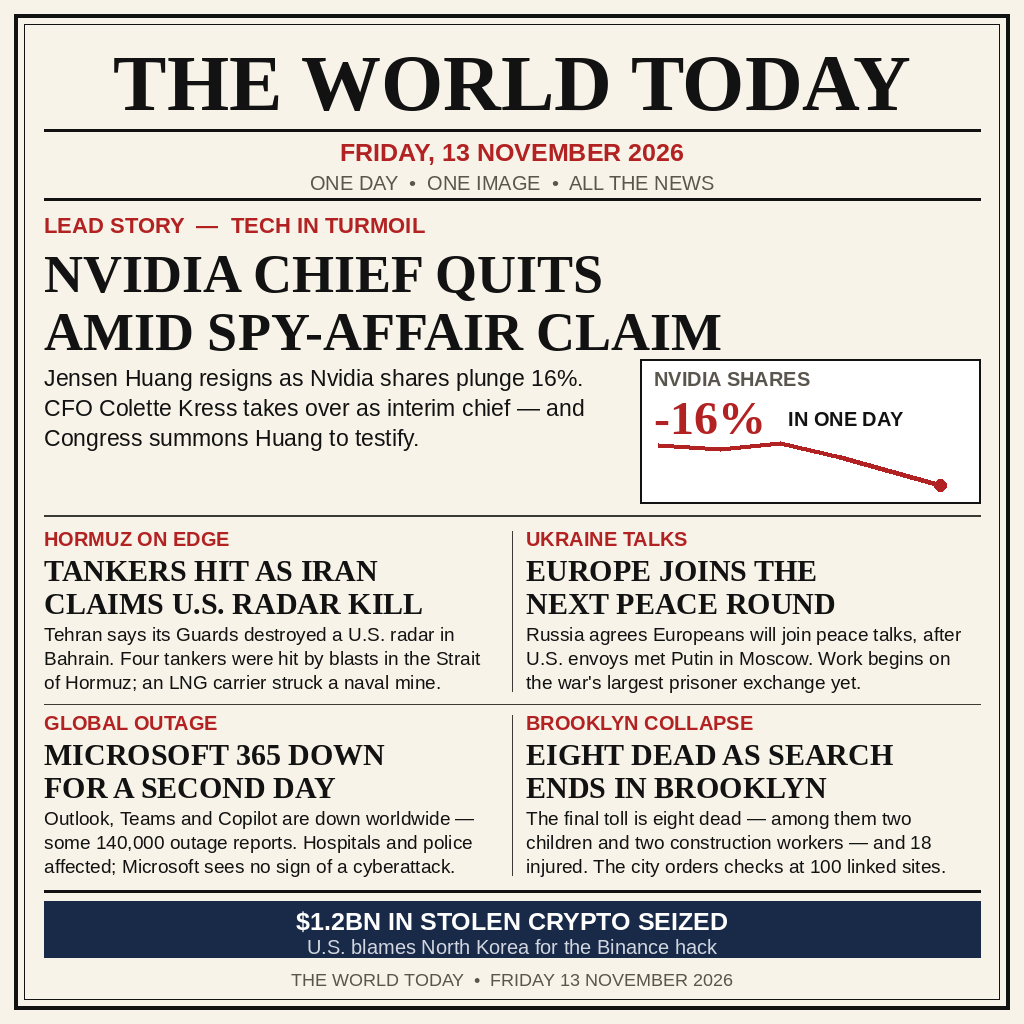 THE WORLD TODAY
FRIDAY, 13 NOVEMBER 2026
ONE DAY • ONE IMAGE • ALL THE NEWS
LEAD STORY — TECH IN TURMOIL
NVIDIA CHIEF QUITS
AMID SPY-AFFAIR CLAIM
Jensen Huang resigns as Nvidia shares plunge 16%.
CFO Colette Kress takes over as interim chief — and
Congress summons Huang to testify.
NVIDIA SHARES
-16% IN ONE DAY
HORMUZ ON EDGE
TANKERS HIT AS IRAN
CLAIMS U.S. RADAR KILL
Tehran says its Guards destroyed a U.S. radar in
Bahrain. Four tankers were hit by blasts in the Strait
of Hormuz; an LNG carrier struck a naval mine.
UKRAINE TALKS
EUROPE JOINS THE
NEXT PEACE ROUND
Russia agrees Europeans will join peace talks, after
U.S. envoys met Putin in Moscow. Work begins on
the war's largest prisoner exchange yet.
GLOBAL OUTAGE
MICROSOFT 365 DOWN
FOR A SECOND DAY
Outlook, Teams and Copilot are down worldwide —
some 140,000 outage reports. Hospitals and police
affected; Microsoft sees no sign of a cyberattack.
BROOKLYN COLLAPSE
EIGHT DEAD AS SEARCH
ENDS IN BROOKLYN
The final toll is eight dead — among them two
children and two construction workers — and 18
injured. The city orders checks at 100 linked sites.
$1.2BN IN STOLEN CRYPTO SEIZED
U.S. blames North Korea for the Binance hack
THE WORLD TODAY • FRIDAY 13 NOVEMBER 2026